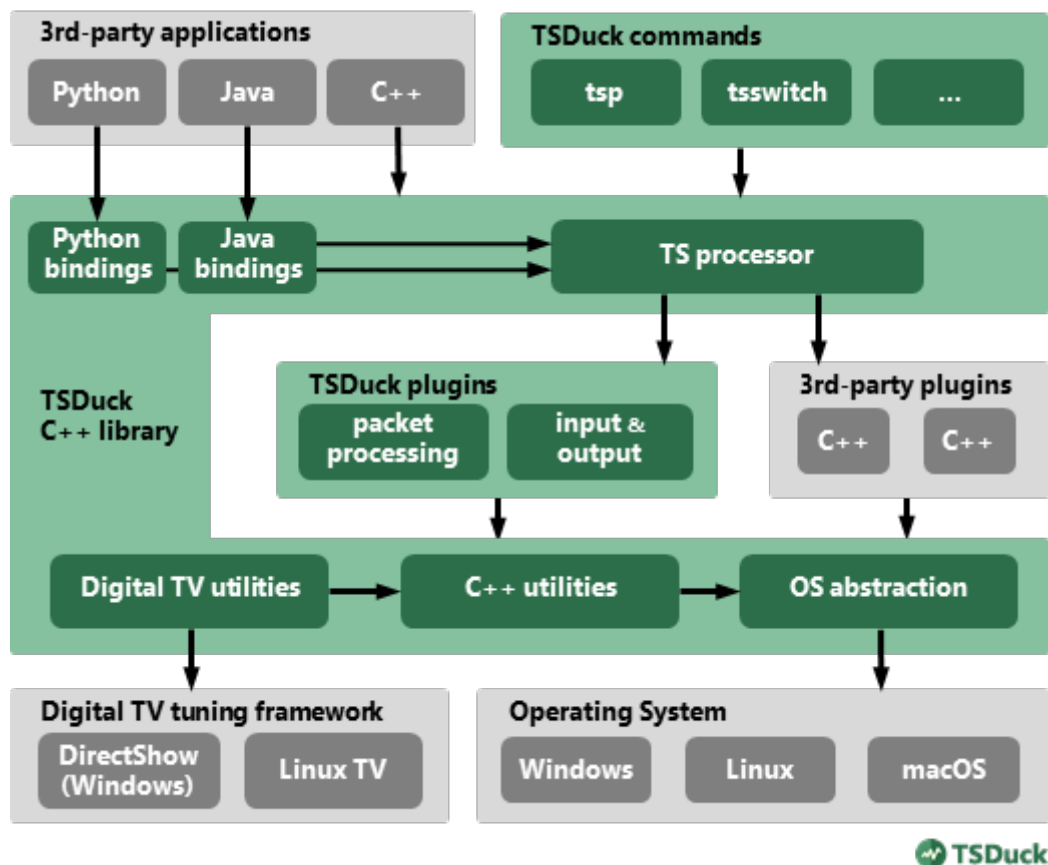 3rd-party applications
Python
Java
C++
TSDuck commands
tsp
tsswitch
...
Python
bindings
Java
bindings
TS processor
TSDuck
C++ library
TSDuck plugins
packet
processing
input &
output
3rd-party plugins
C++
C++
Digital TV utilities
C++ utilities
OS abstraction
Digital TV tuning framework
DirectShow
(Windows)
Linux TV
Operating System
Windows
Linux
macOS
TSDuck